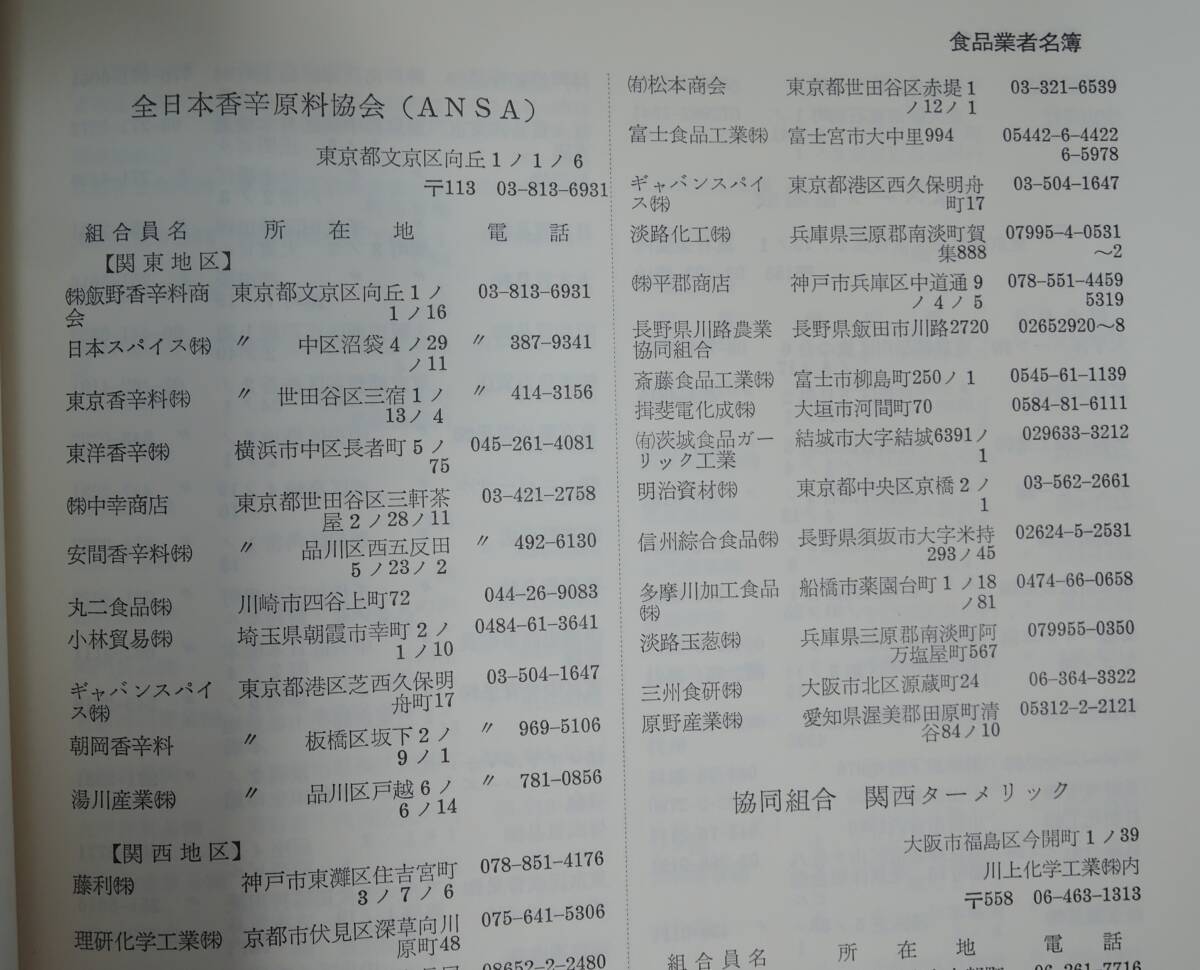 食品業者名簿
全日本香辛原料協会(ANSA)
東京都文京区向丘1ノ1ノ6
〒113 03-813-6931
組合員名 所在地 電話
【関東地区】
㈱飯野香辛料商 東京都文京区向丘1ノ 03-813-6931
会 1ノ16
日本スパイス㈱ 〃 中区沼袋4ノ29 〃 387-9341
ノ11
東京香辛料㈱ 〃 世田谷区三宿1ノ 〃 414-3156
13ノ4
東洋香辛㈱ 横浜市中区長者町5ノ 045-261-4081
75
㈱中幸商店 東京都世田谷区三軒茶 03-421-2758
屋2ノ28ノ11
安間香辛料㈱ 〃 品川区西五反田 〃 492-6130
5ノ23ノ2
丸二食品㈱ 川崎市四谷上町72 044-26-9083
小林貿易㈱ 埼玉県朝霞市幸町2ノ 0484-61-3641
1ノ10
ギャバンスパイ 東京都港区芝西久保明 03-504-1647
ス㈱ 舟町17
朝岡香辛料 〃 板橋区坂下2ノ 〃 969-5106
9ノ1
湯川産業㈱ 〃 品川区戸越6ノ 〃 781-0856
6ノ14
【関西地区】
藤利㈱ 神戸市東灘区住吉宮町 078-851-4176
3ノ7ノ6
理研化学工業㈱ 京都市伏見区深草向川 075-641-5306
原町48
08652-2-2480
㈲松本商会 東京都世田谷区赤堤1 03-321-6539
ノ12ノ1
富士食品工業㈱ 富士宮市大中里994 05442-6-4422
6-5978
ギャバンスパイ 東京都港区西久保明舟 03-504-1647
ス㈱ 町17
淡路化工㈱ 兵庫県三原郡南淡町賀 07995-4-0531
集888 〜2
㈱平郡商店 神戸市兵庫区中道通9 078-551-4459
ノ4ノ5 5319
長野県川路農業 長野県飯田市川路2720 02652920〜8
協同組合
斎藤食品工業㈱ 富士市柳島町250ノ1 0545-61-1139
揖斐電化成㈱ 大垣市河間町70 0584-81-6111
㈲茨城食品ガー 結城市大字結城6391ノ 029633-3212
リック工業 1
明治資材㈱ 東京都中央区京橋2ノ 03-562-2661
1
信州綜合食品㈱ 長野県須坂市大字米持 02624-5-2531
293ノ45
多摩川加工食品 船橋市薬園台町1ノ18 0474-66-0658
㈱ ノ81
淡路玉葱㈱ 兵庫県三原郡南淡町阿 079955-0350
万塩屋町567
三州食研㈱ 大阪市北区源蔵町24 06-364-3322
原野産業㈱ 愛知県渥美郡田原町清 05312-2-2121
谷84ノ10
協同組合 関西ターメリック
大阪市福島区今開町1ノ39
川上化学工業㈱内
〒558 06-463-1313
組合員名 所在地 電話
06-261-7716